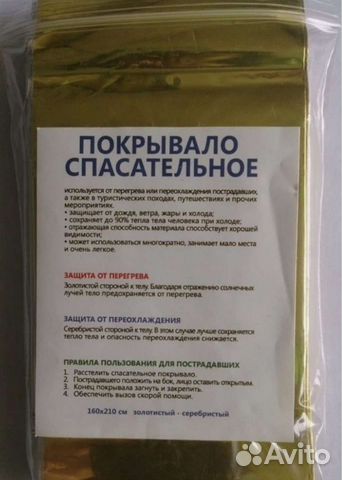 ПОКРЫВАЛО
СПАСАТЕЛЬНОЕ
используется от перегрева или переохлаждения пострадавших,
а также в туристических походах, путешествиях и прочих
мероприятиях.
• защищает от дождя, ветра, жары и холода;
• сохраняет до 90% тепла тела человека при холоде;
• отражающая способность материала способствует хорошей
видимости;
• может использоваться многократно, занимает мало места
и очень легкое.
ЗАЩИТА ОТ ПЕРЕГРЕВА
Золотистой стороной к телу. Благодаря отражению солнечных
лучей тело предохраняется от перегрева.
ЗАЩИТА ОТ ПЕРЕОХЛАЖДЕНИЯ
Серебристой стороной к телу. В этом случае лучше сохраняется
тепло тела и опасность переохлаждения снижается.
ПРАВИЛА ПОЛЬЗОВАНИЯ ДЛЯ ПОСТРАДАВШИХ
1. Расстелить спасательное покрывало.
2. Пострадавшего положить на бок, лицо оставить открытым.
3. Конец покрывала загнуть и закрепить.
4. Обеспечить вызов скорой помощи.
160х210 см золотистый - серебристый
Avito